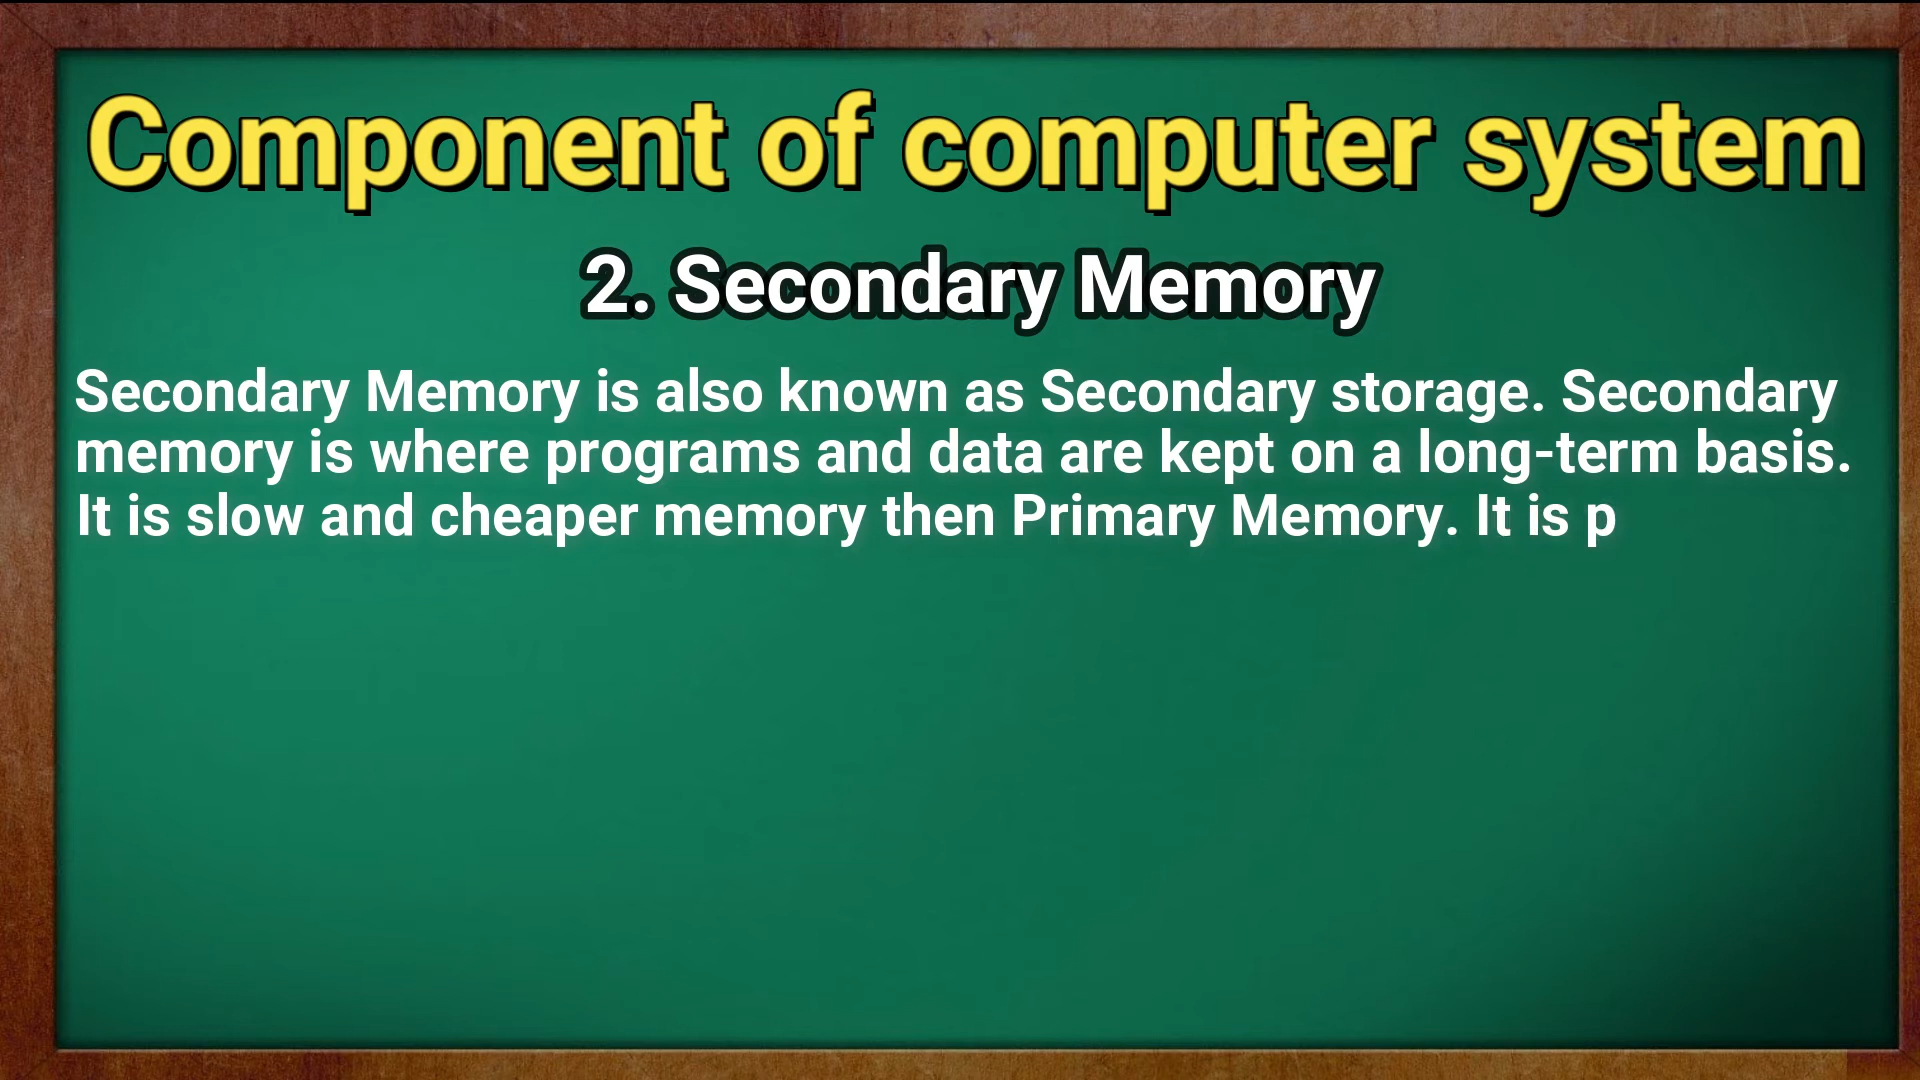 Component of computer system
2. Secondary Memory
Secondary Memory is also known as Secondary storage. Secondary
memory is where programs and data are kept on a long-term basis.
It is slow and cheaper memory then Primary Memory. It is p